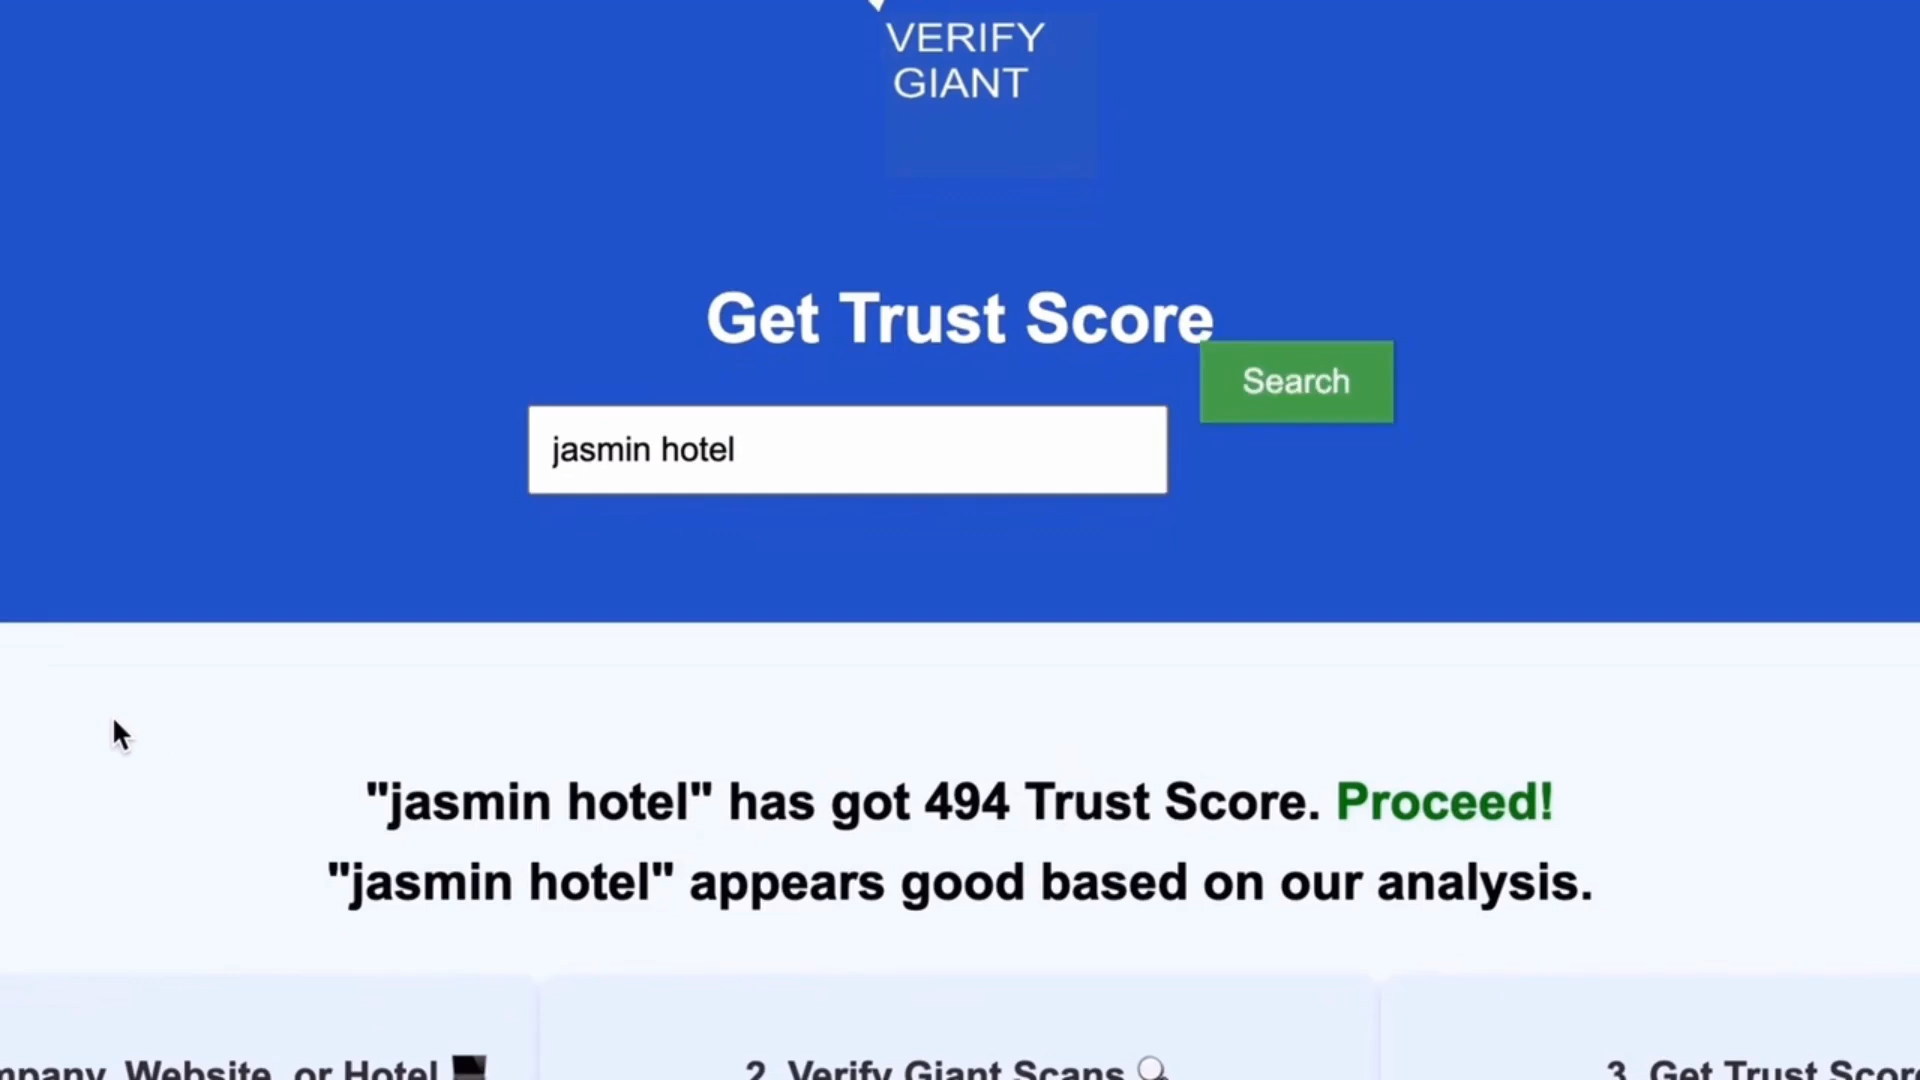 VERIFY
GIANT
Get Trust Score
Search
jasmin hotel
"jasmin hotel" has got 494 Trust Score. Proceed!
"jasmin hotel" appears good based on our analysis.
Website, or Hotel
2. Verify Giant Scans
3. Get Trust Score